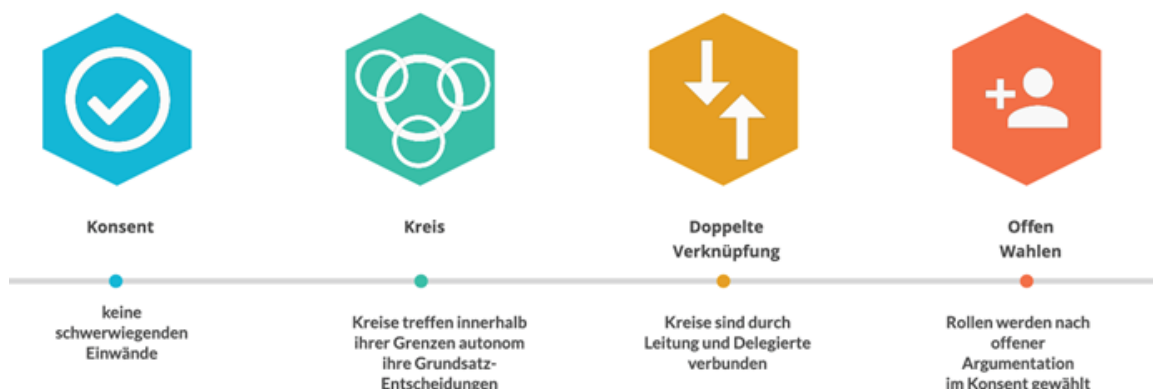 Konsent
keine
schwerwiegenden
Einwände
Kreis
Kreise treffen innerhalb
ihrer Grenzen autonom
ihre Grundsatz-
Entscheidungen
Doppelte
Verknüpfung
Kreise sind durch
Leitung und Delegierte
verbunden
Offen
Wahlen
Rollen werden nach
offener
Argumentation
im Konsent gewählt